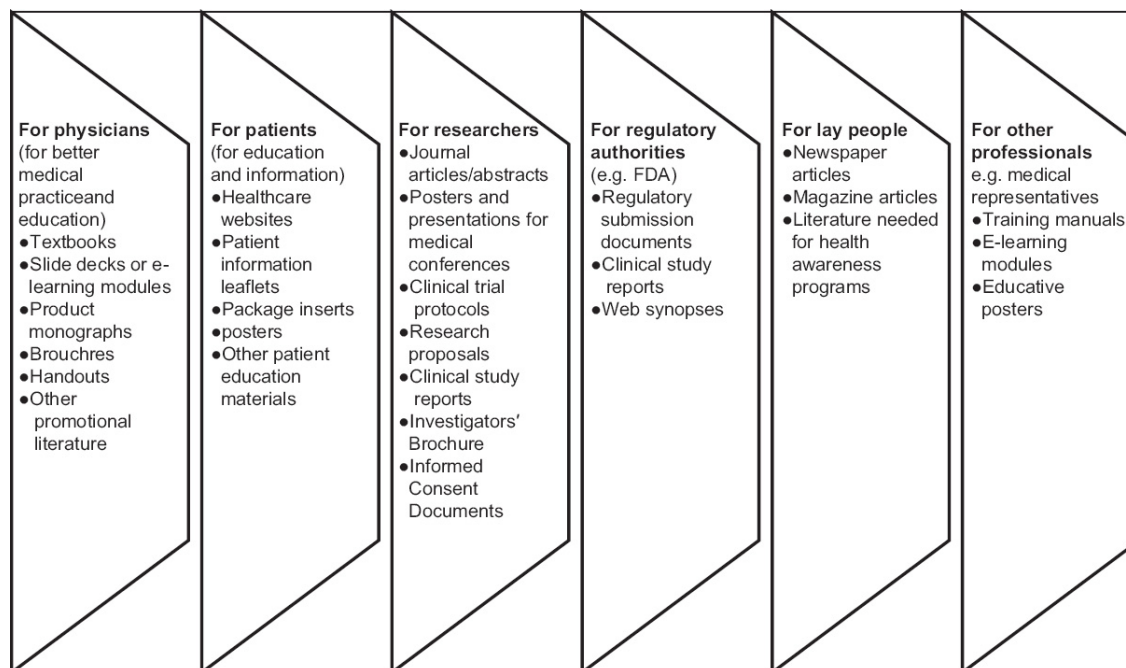 For physicians
(for better
medical
practiceand
education)
●Textbooks
●Slide decks or e-
learning modules
●Product
monographs
●Brouchres
●Handouts
●Other
promotional
literature
For patients
(for education
and information)
●Healthcare
websites
●Patient
information
leaflets
●Package inserts
●posters
●Other patient
education
materials
For researchers
●Journal
articles/abstracts
●Posters and
presentations for
medical
conferences
●Clinical trial
protocols
●Research
proposals
●Clinical study
reports
●Investigators′
Brochure
●Informed
Consent
Documents
For regulatory
authorities
(e.g. FDA)
●Regulatory
submission
documents
●Clinical study
reports
●Web synopses
For lay people
●Newspaper
articles
●Magazine articles
●Literature needed
for health
awareness
programs
For other
professionals
e.g. medical
representatives
●Training manuals
●E-learning
modules
●Educative
posters